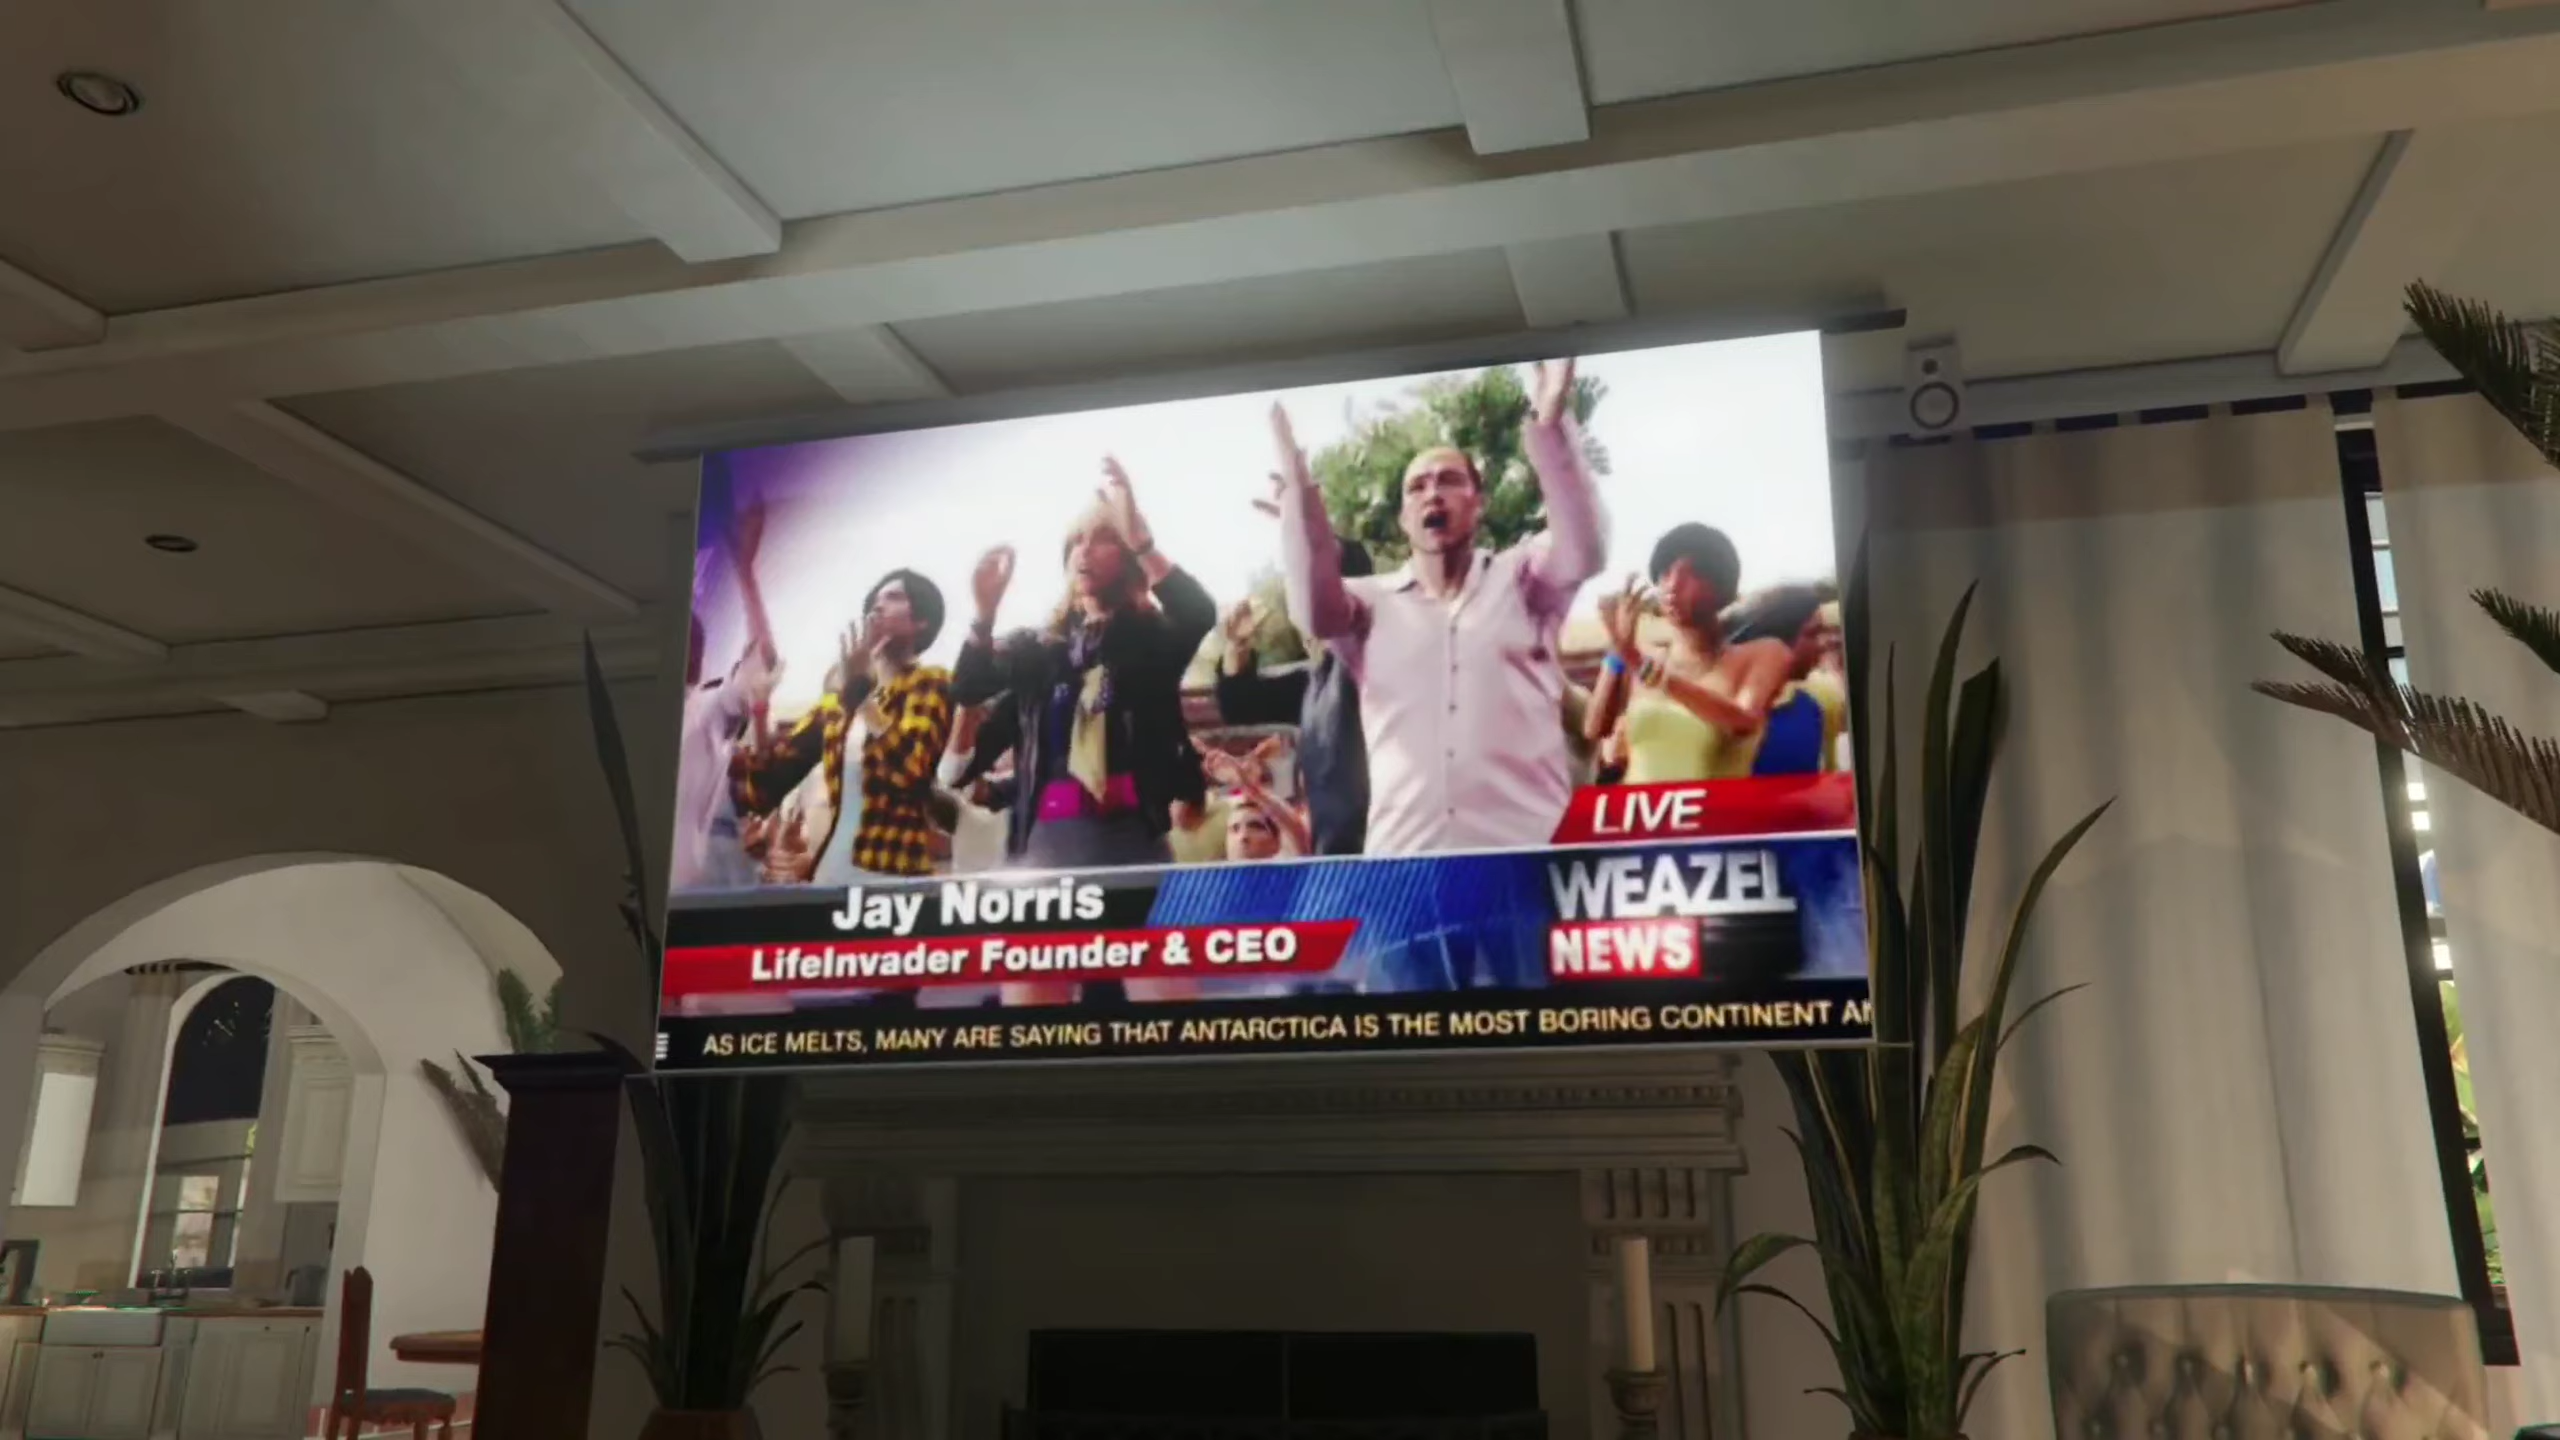 LIVE
Jay Norris
LifeInvader Founder & CEO
WEAZEL
NEWS
AS ICE MELTS, MANY ARE SAYING THAT ANTARCTICA IS THE MOST BORING CONTINENT